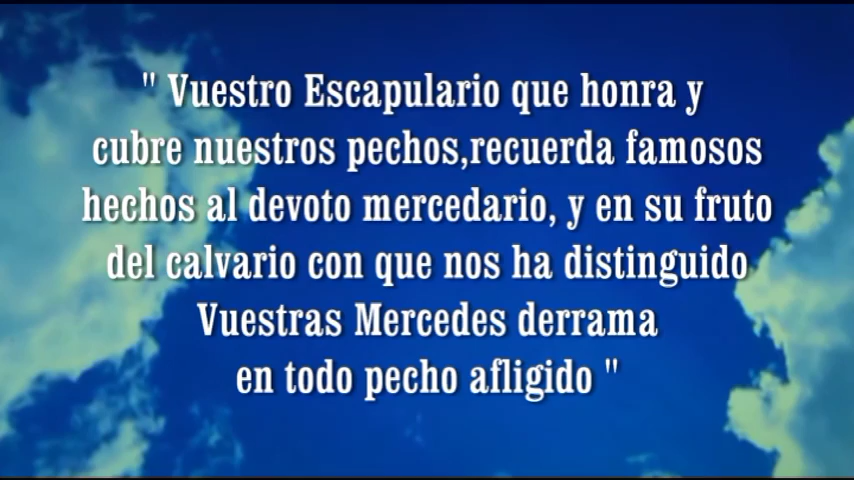 " Vuestro Escapulario que honra y
cubre nuestros pechos,recuerda famosos
hechos al devoto mercedario, y en su fruto
del calvario con que nos ha distinguido
Vuestras Mercedes derrama
en todo pecho afligido "